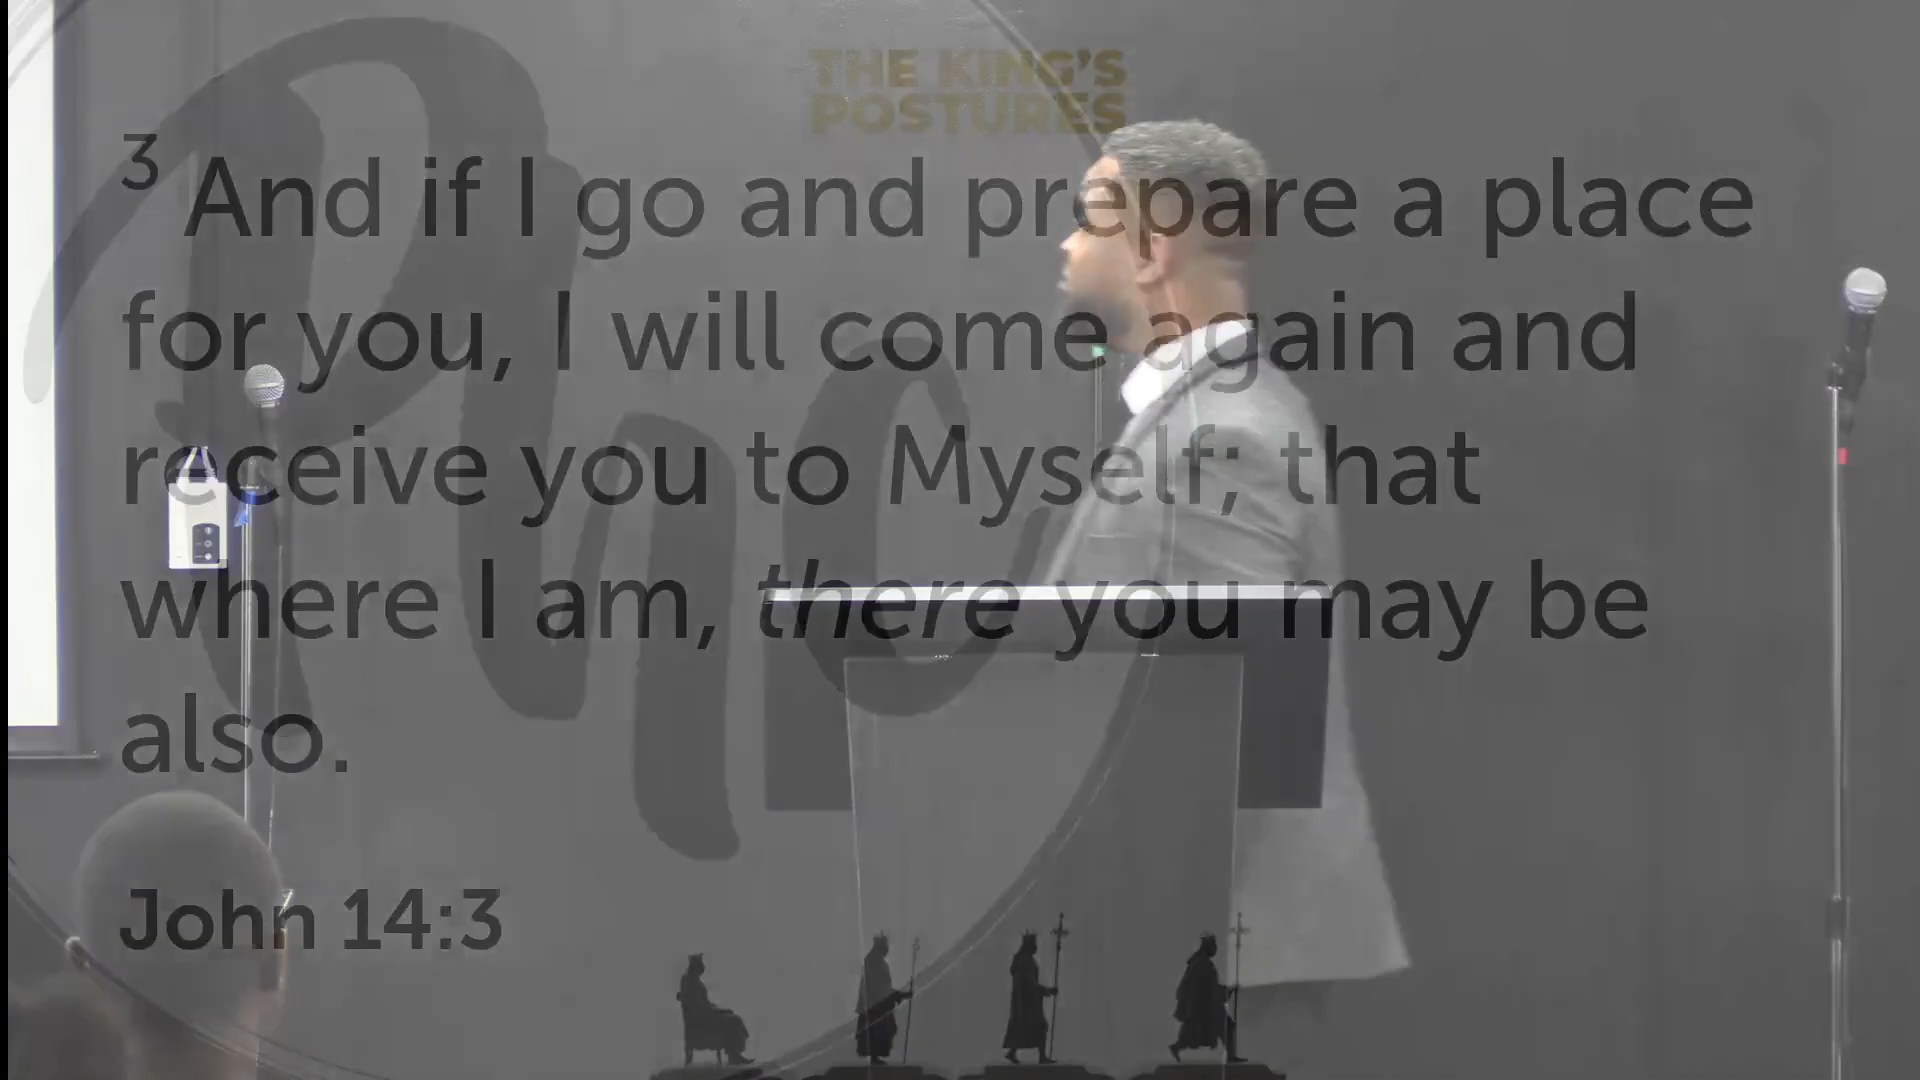 THE KING'S
POSTURES
3 And if I go and prepare a place
for you, I will come again and
receive you to Myself; that
where I am, there you may be
also.
John 14:3